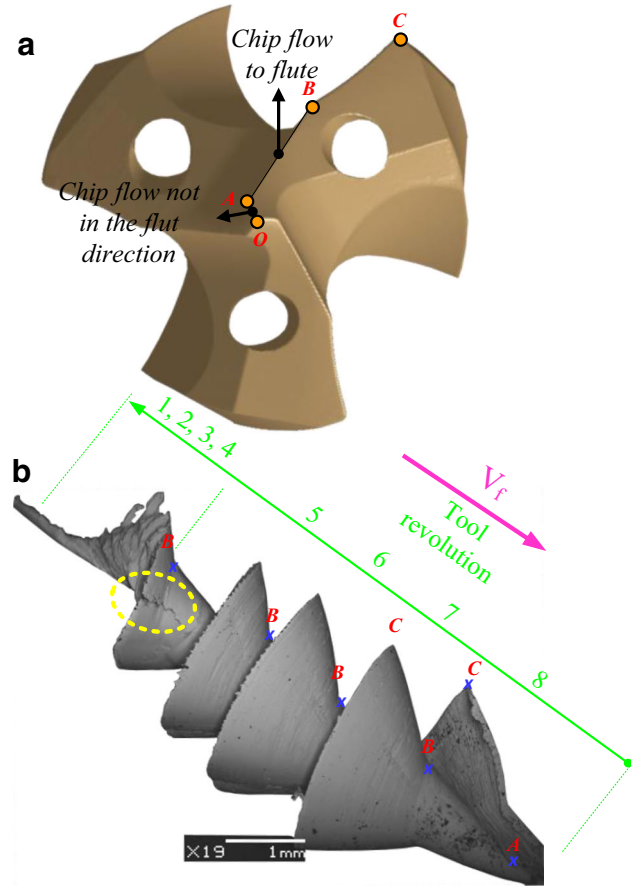 a
Chip flow
to flute
C
B
A
Chip flow not
in the flut
direction
O
1, 2, 3, 4
b
5
6
7
8
Vf
Tool
revolution
B
x
B
x
B
x
C
C
x
B
x
A
x
X19
1mm